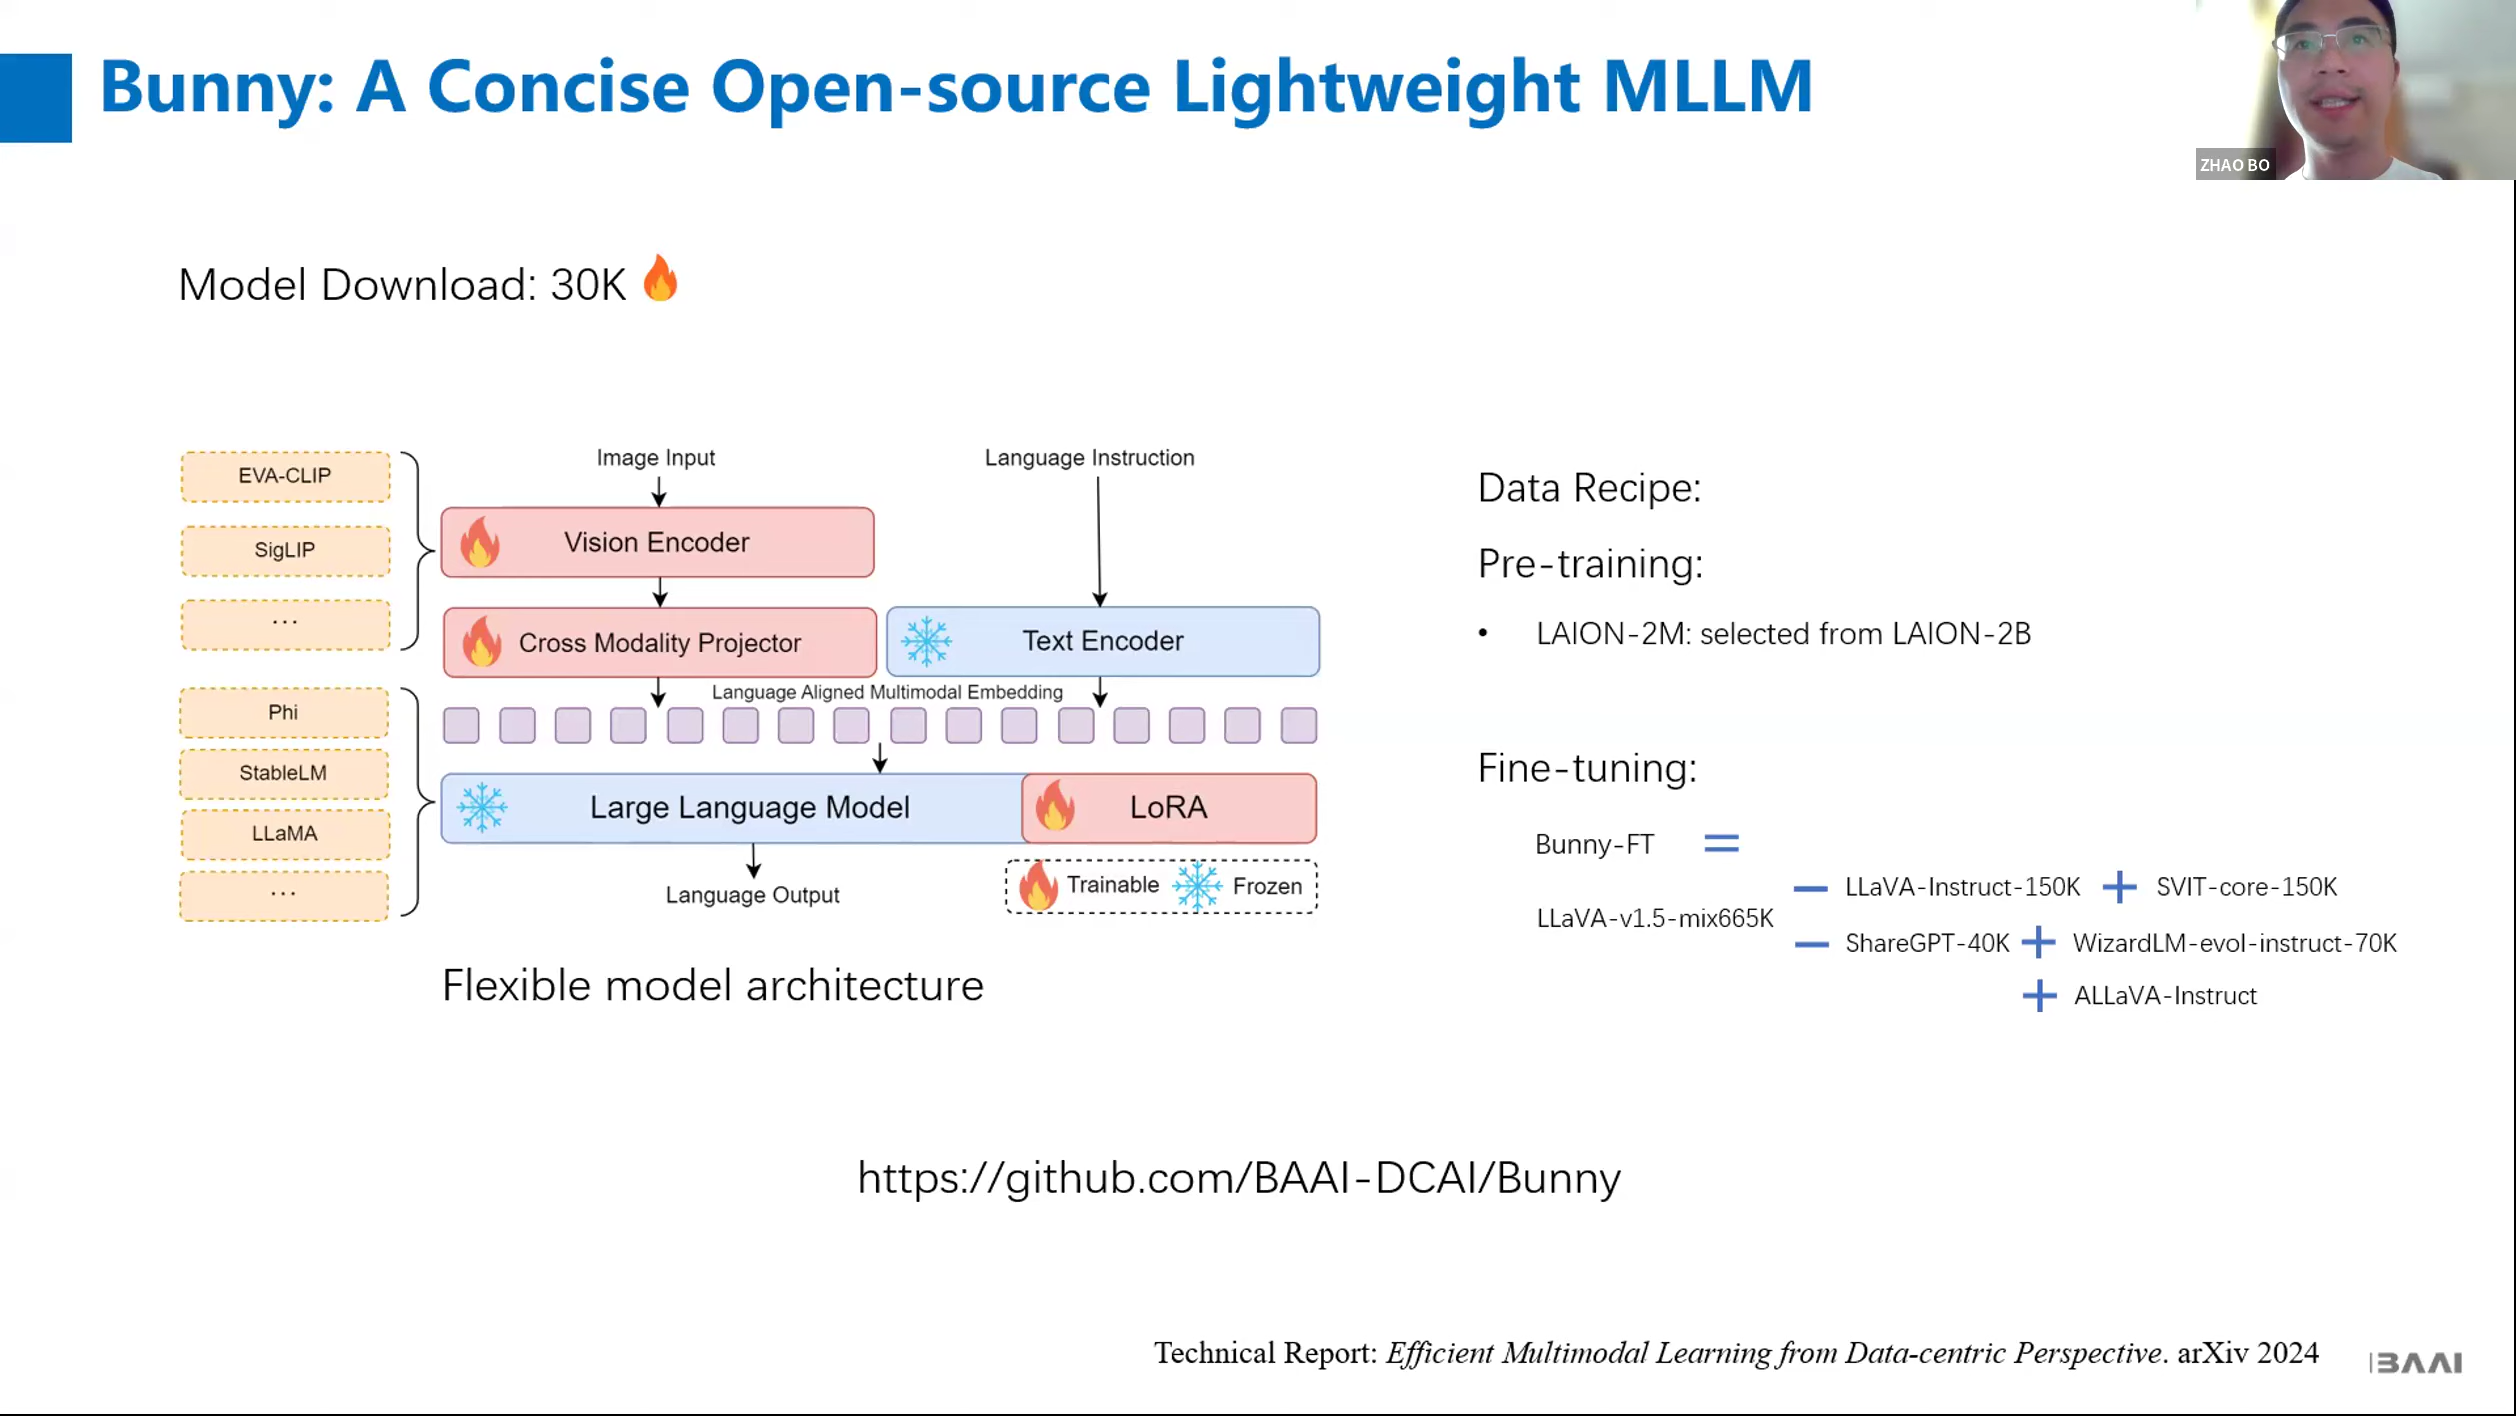 Bunny: A Concise Open-source Lightweight MLLM
ZHAO BO
Model Download: 30K
EVA-CLIP
SigLIP
...
Phi
StableLM
LLaMA
...
Image Input
Language Instruction
Vision Encoder
Cross Modality Projector
Text Encoder
Language Aligned Multimodal Embedding
Large Language Model
LoRA
Language Output
Trainable
Frozen
Flexible model architecture
Data Recipe:
Pre-training:
• LAION-2M: selected from LAION-2B
Fine-tuning:
Bunny-FT =
LLaVA-v1.5-mix665K
− LLaVA-Instruct-150K + SVIT-core-150K
− ShareGPT-40K + WizardLM-evol-instruct-70K
+ ALLaVA-Instruct
https://github.com/BAAI-DCAI/Bunny
Technical Report: Efficient Multimodal Learning from Data-centric Perspective. arXiv 2024
BAAI